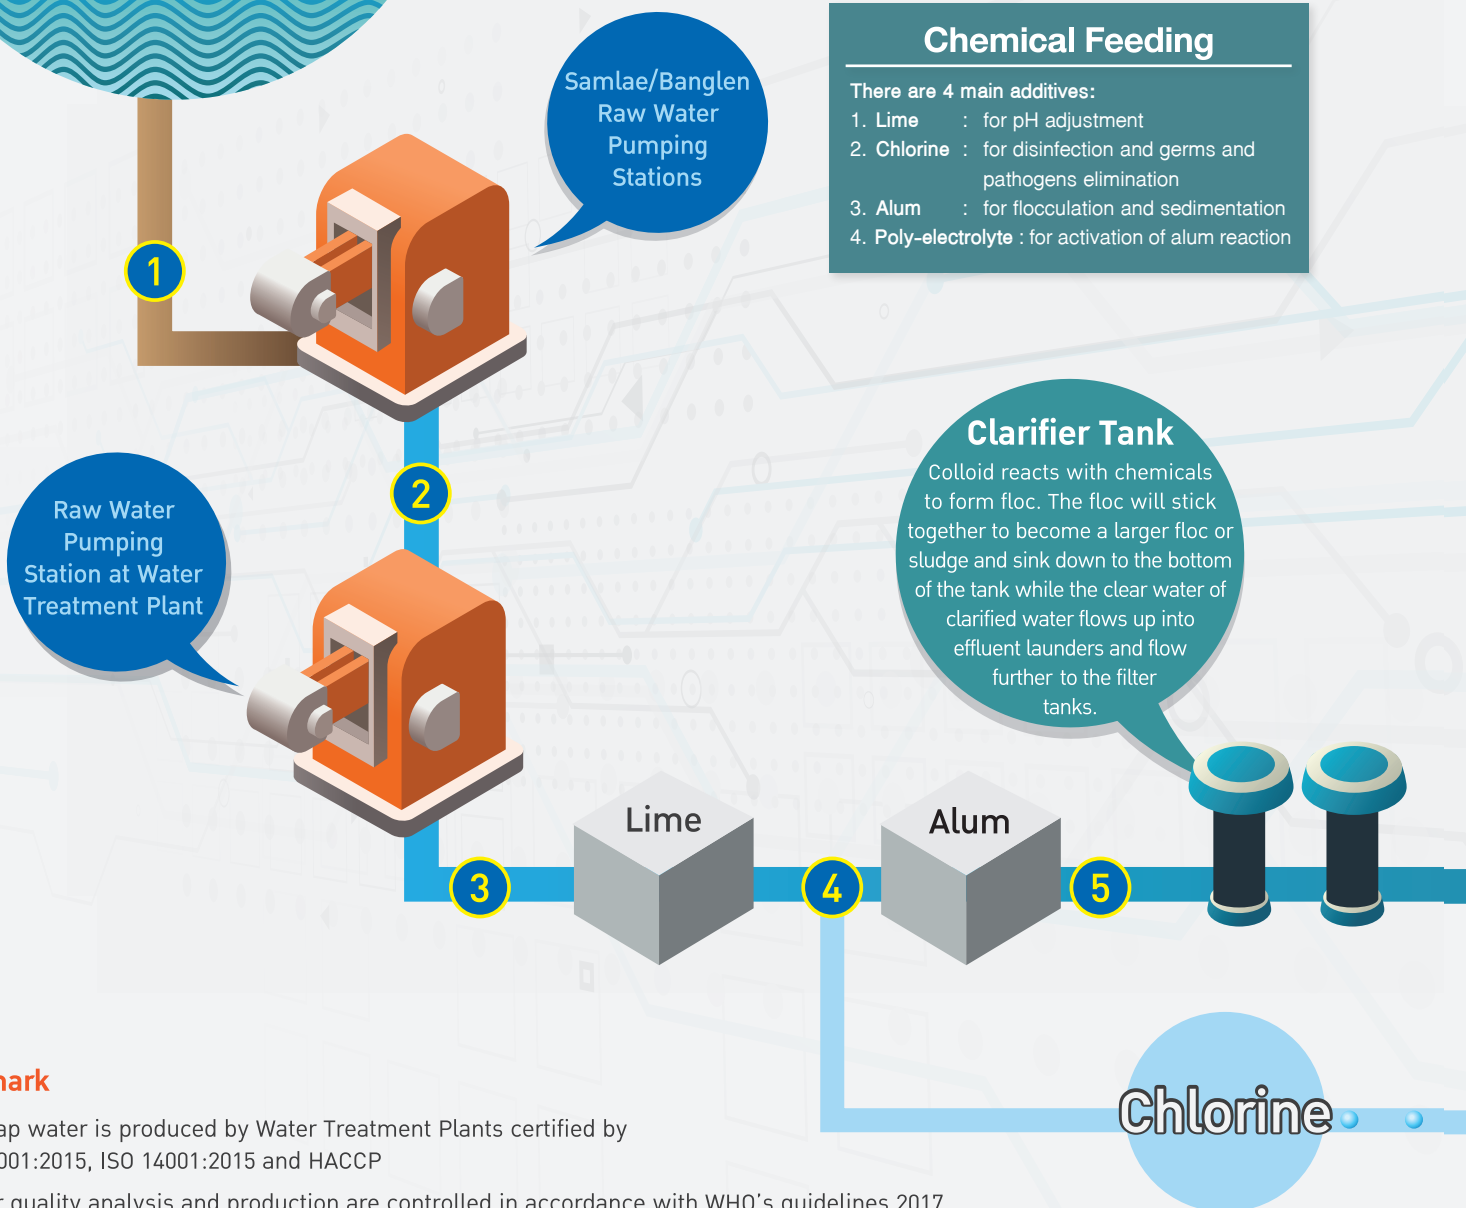 Samlae/Banglen
Raw Water
Pumping
Stations
Chemical Feeding
There are 4 main additives:
1. Lime : for pH adjustment
2. Chlorine : for disinfection and germs and
pathogens elimination
3. Alum : for flocculation and sedimentation
4. Poly-electrolyte : for activation of alum reaction
1
2
Raw Water
Pumping
Station at Water
Treatment Plant
Clarifier Tank
Colloid reacts with chemicals
to form floc. The floc will stick
together to become a larger floc or
sludge and sink down to the bottom
of the tank while the clear water of
clarified water flows up into
effluent launders and flow
further to the filter
tanks.
Lime
Alum
3
4
5
Chlorine
mark
ap water is produced by Water Treatment Plants certified by
001:2015, ISO 14001:2015 and HACCP
r quality analysis and production are controlled in accordance with WHO's guidelines 2017